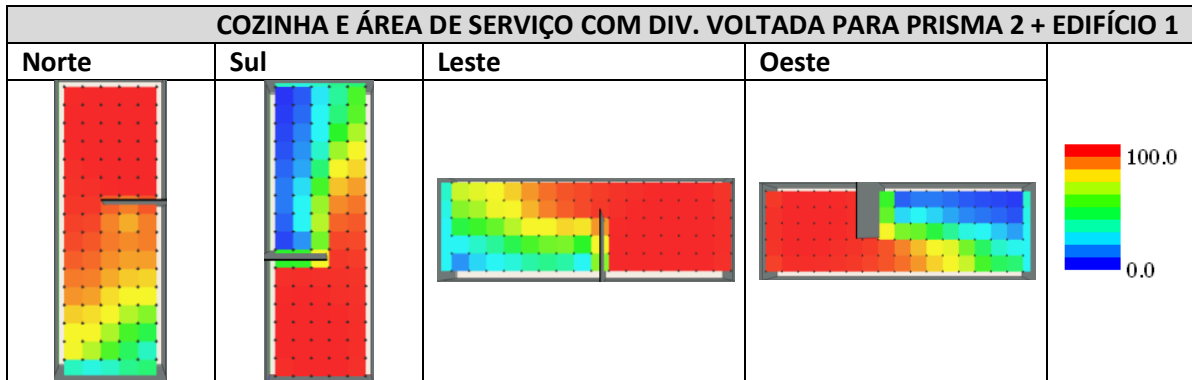 COZINHA E ÁREA DE SERVIÇO COM DIV. VOLTADA PARA PRISMA 2 + EDIFÍCIO 1
Norte Sul Leste Oeste
100.0
0.0